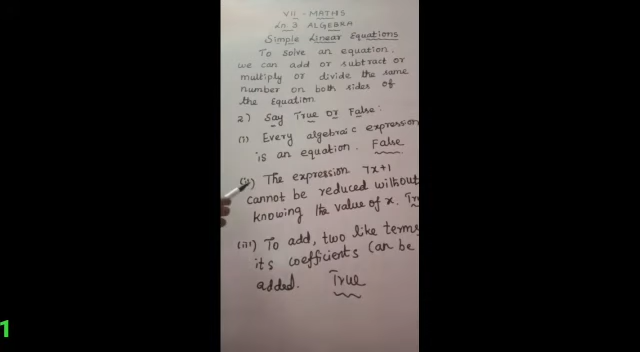 VII - MATHS
Ln. 3 ALGEBRA
Simple Linear Equations
To solve an equation,
we can add or subtract or
multiply or divide the same
number on both sides of
the Equation
2) Say True or False:
(i) Every algebraic expression
is an equation. False
(ii) The expression 7x+1
cannot be reduced without
knowing the value of x. Tr
(iii) To add, two like terms
its coefficients can be
added. True
1